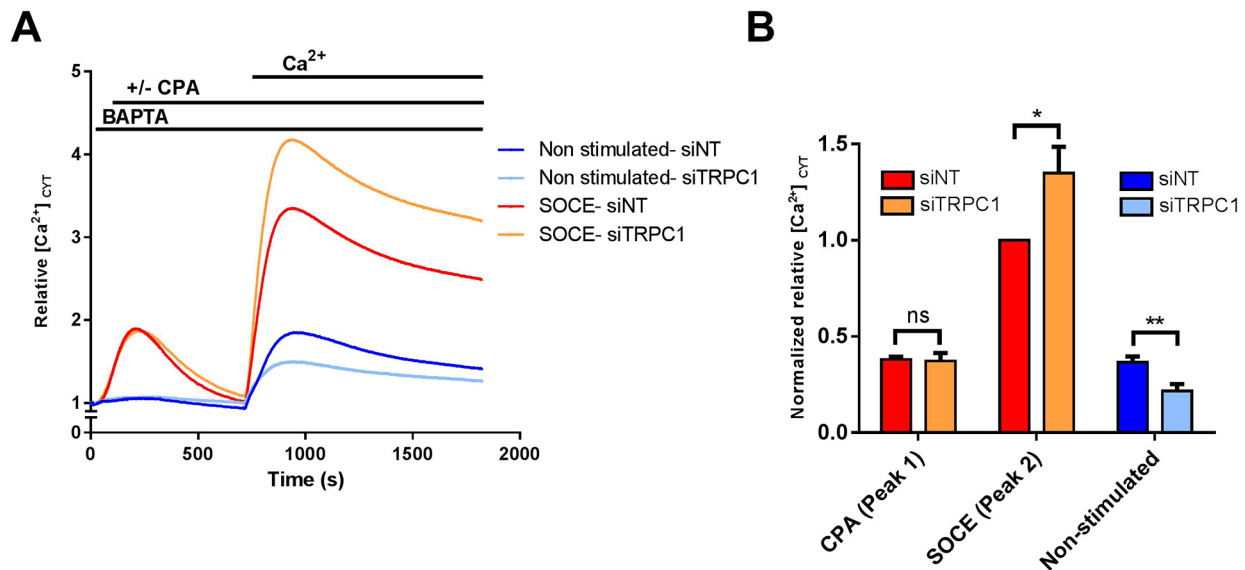 A
Ca2+
+/- CPA
BAPTA
5
4
3
2
1
0
Relative [Ca2+] CYT
0
500
1000
1500
2000
Time (s)
Non stimulated- siNT
Non stimulated- siTRPC1
SOCE- siNT
SOCE- siTRPC1
B
*
1.5
1.0
0.5
0.0
Normalized relative [Ca2+] CYT
siNT
siTRPC1
siNT
siTRPC1
ns
**
CPA (Peak 1)
SOCE (Peak 2)
Non-stimulated